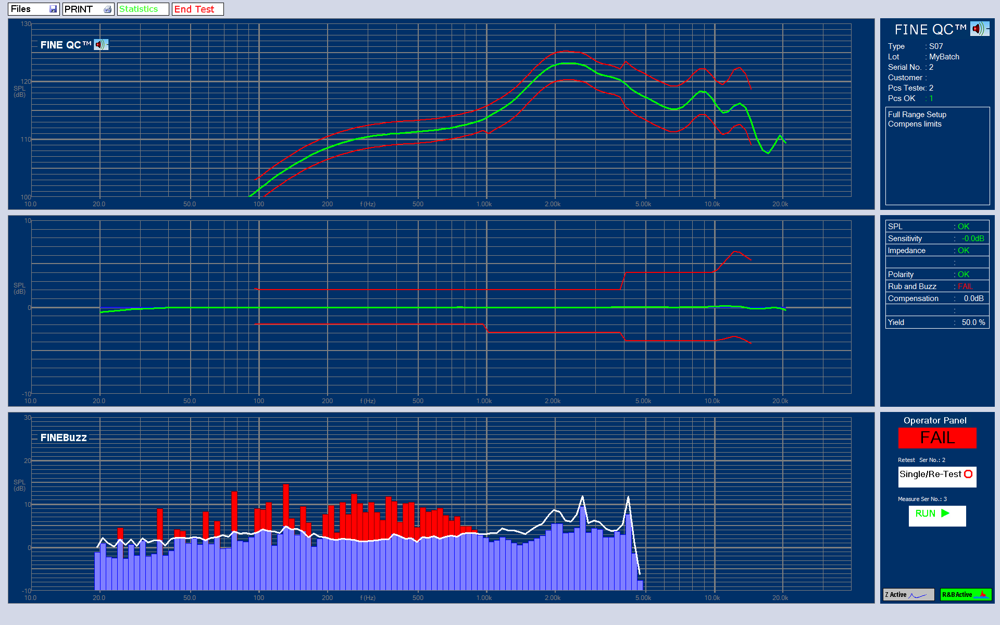 Files
PRINT
Statistics
End Test
130
120
SPL
(dB)
110
100
FINE QC™
10.0 20.0 50.0 100 200 f (Hz) 500 1.00k 2.00k 5.00k 10.0k 20.0k
10
SPL
(dB)
0
-10
10.0 20.0 50.0 100 200 f (Hz) 500 1.00k 2.00k 5.00k 10.0k 20.0k
30
FINEBuzz
20
SPL
(dB)
10
0
-10
10.0 20.0 50.0 100 200 f (Hz) 500 1.00k 2.00k 5.00k 10.0k 20.0k
FINE QC™
Type : S07
Lot : MyBatch
Serial No. : 2
Customer :
Pcs Testec: 2
Pcs OK : 1
Full Range Setup
Compens limits
SPL : OK
Sensitivity : -0.0dB
Impedance : OK
:
Polarity : OK
Rub and Buzz : FAIL
Compensation : 0.0dB
:
Yield : 50.0 %
Operator Panel
FAIL
Retest Ser No.: 2
Single/Re-Test
Measure Ser No.: 3
RUN
Z Active
R&B Active